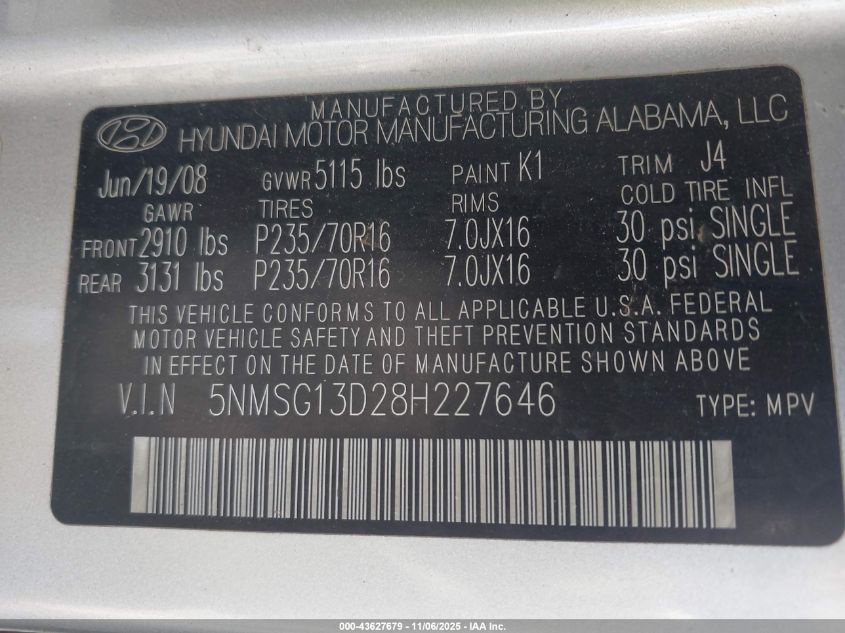 MANUFACTURED BY
HYUNDAI MOTOR MANUFACTURING ALABAMA, LLC
Jun/19/08 GVWR 5115 lbs PAINT K1 TRIM J4
GAWR TIRES RIMS COLD TIRE INFL
FRONT 2910 lbs P235/70R16 7.0JX16 30 psi SINGLE
REAR 3131 lbs P235/70R16 7.0JX16 30 psi SINGLE
THIS VEHICLE CONFORMS TO ALL APPLICABLE U.S.A. FEDERAL
MOTOR VEHICLE SAFETY AND THEFT PREVENTION STANDARDS
IN EFFECT ON THE DATE OF MANUFACTURE SHOWN ABOVE
V.I.N 5NMSG13D28H227646 TYPE: MPV
000-43627679 - 11/06/2025 - IAA Inc.